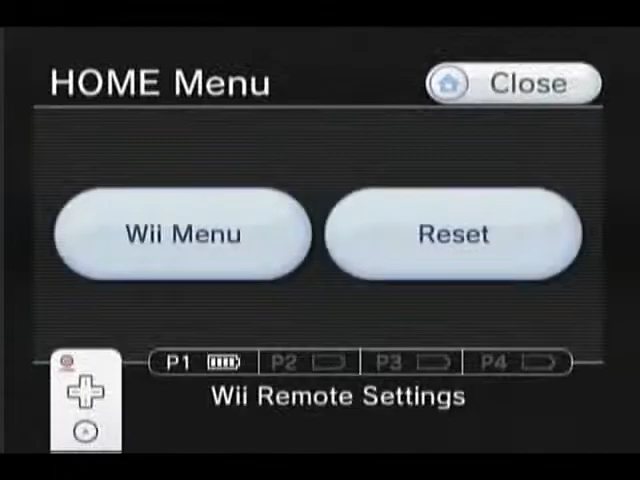 HOME Menu
Close
Wii Menu
Reset
P1 P2 P3 P4
Wii Remote Settings